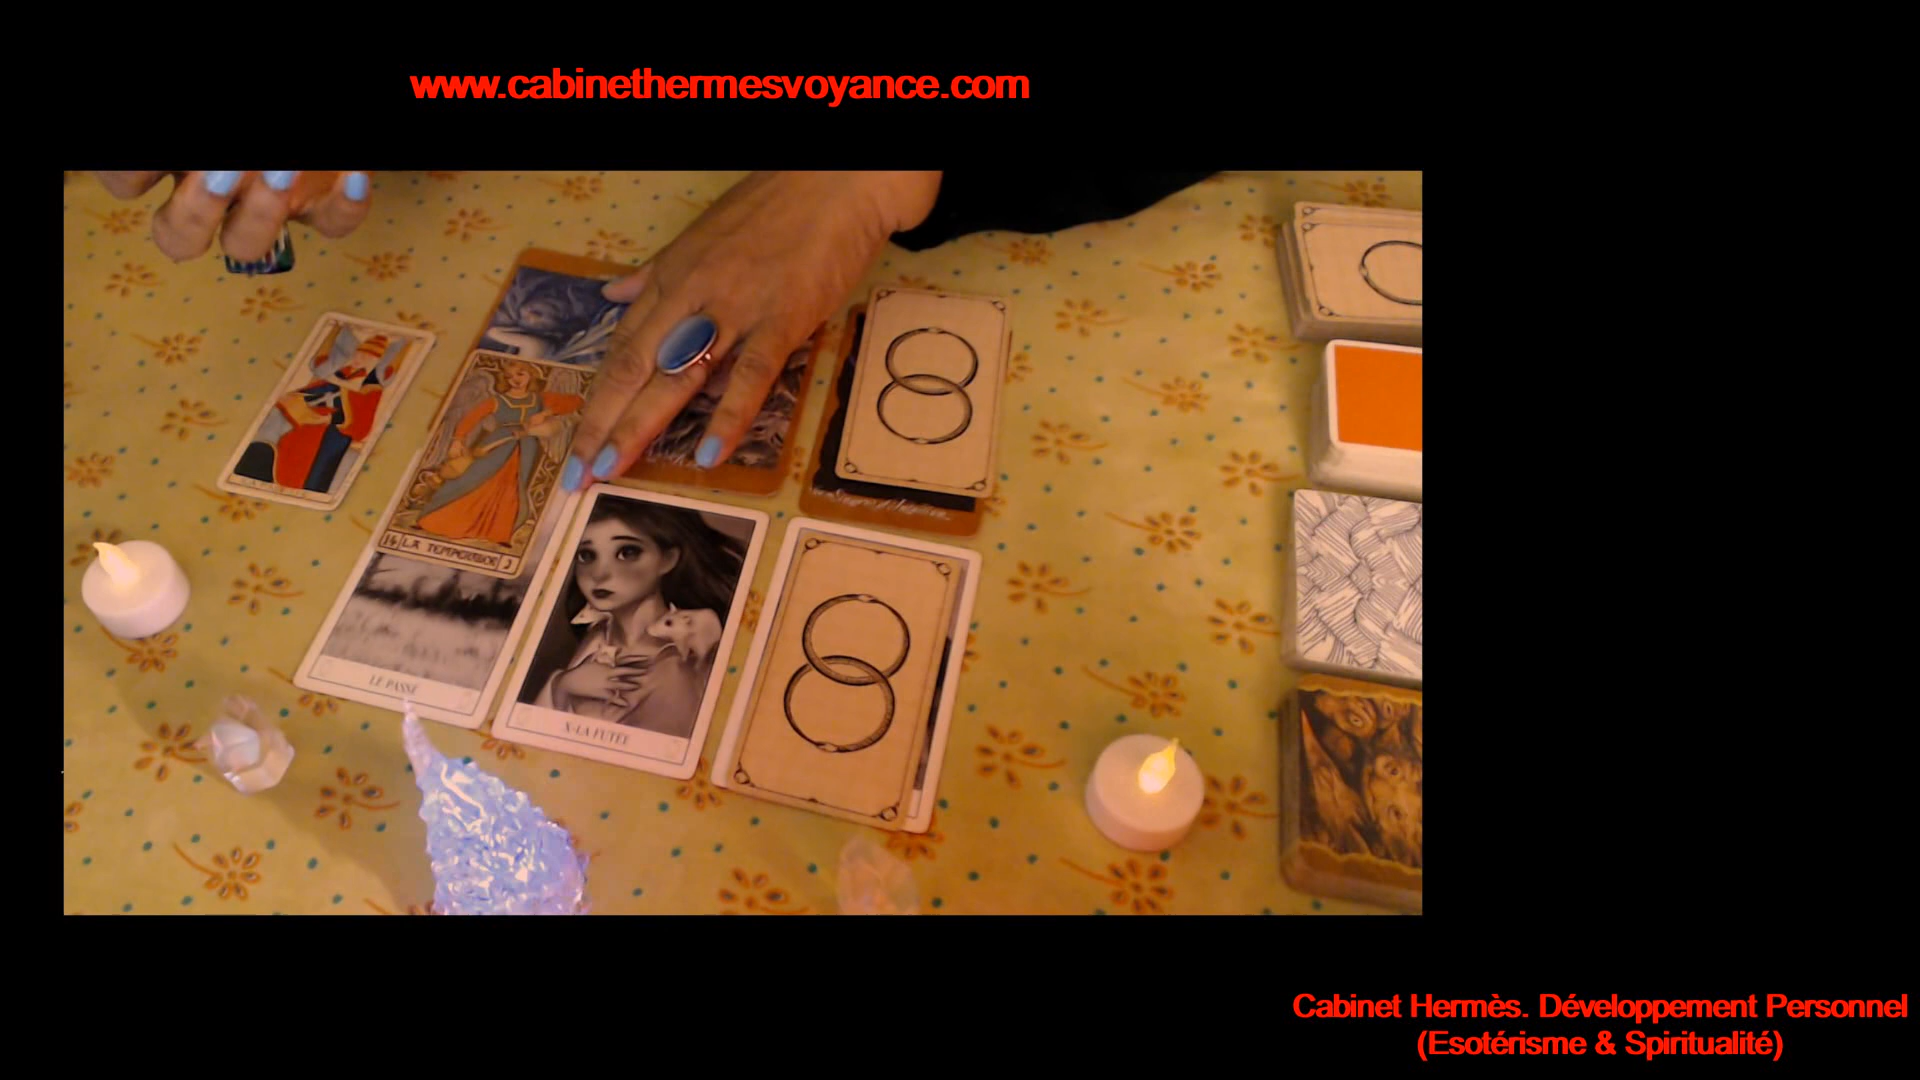 www.cabinethermesvoyance.com
14 LA TEMPERANCE
LE PASSÉ
X-LA FUTÉE
Cabinet Hermès. Développement Personnel
(Esotérisme & Spiritualité)